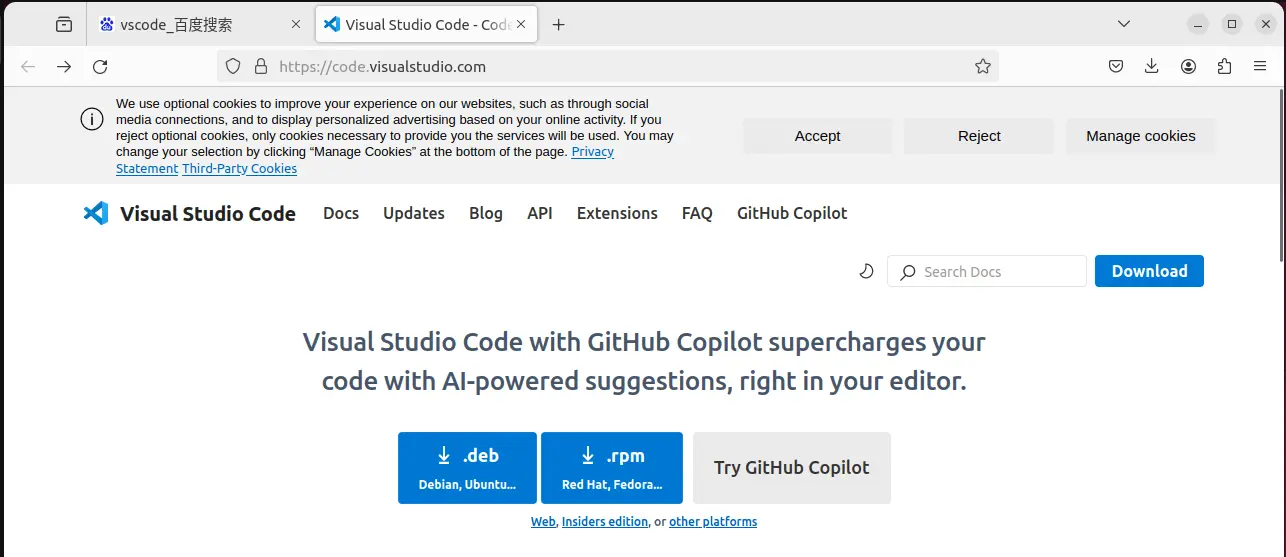 vscode_百度搜索
Visual Studio Code - Code
https://code.visualstudio.com
We use optional cookies to improve your experience on our websites, such as through social
media connections, and to display personalized advertising based on your online activity. If you
reject optional cookies, only cookies necessary to provide you the services will be used. You may
change your selection by clicking “Manage Cookies” at the bottom of the page. Privacy
Statement Third-Party Cookies
Accept
Reject
Manage cookies
Visual Studio Code
Docs
Updates
Blog
API
Extensions
FAQ
GitHub Copilot
Search Docs
Download
Visual Studio Code with GitHub Copilot supercharges your
code with AI-powered suggestions, right in your editor.
.deb
Debian, Ubuntu...
.rpm
Red Hat, Fedora...
Try GitHub Copilot
Web, Insiders edition, or other platforms